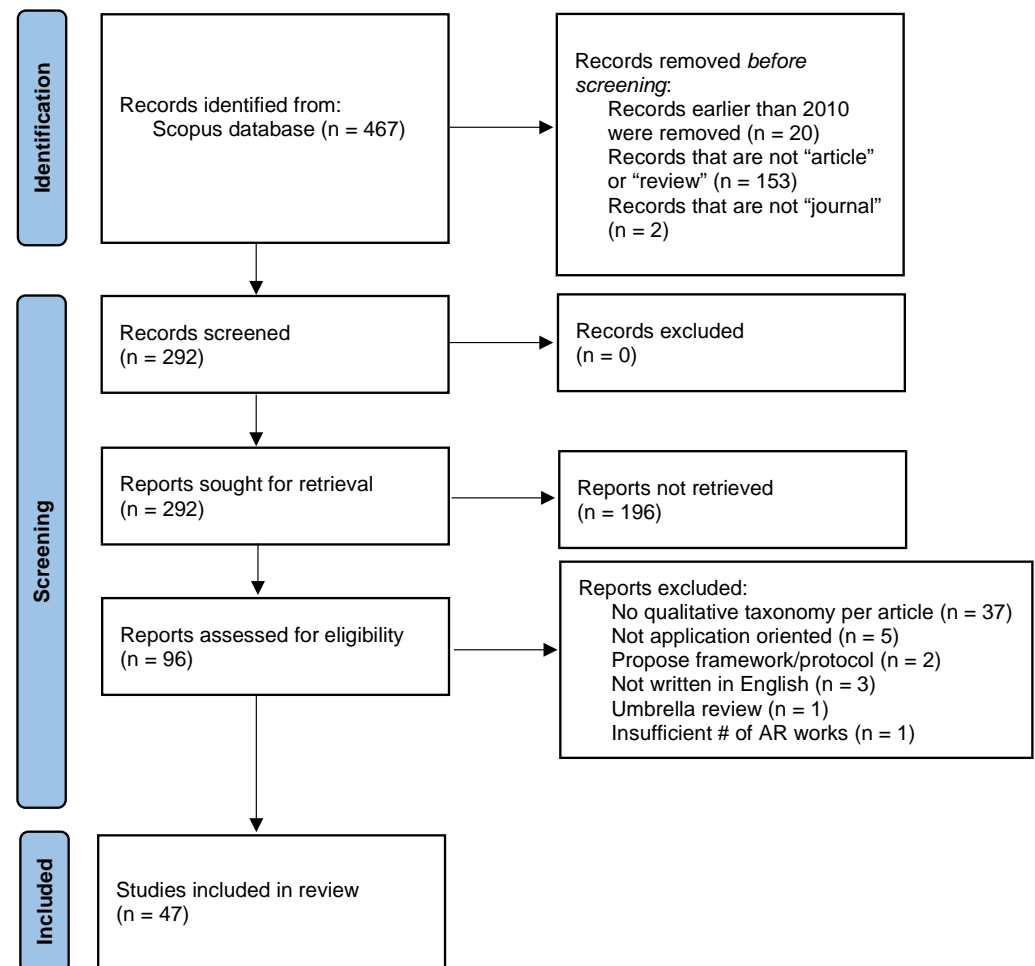 Identification
Records identified from:
Scopus database (n = 467)
Records removed before
screening:
Records earlier than 2010
were removed (n = 20)
Records that are not “article”
or “review” (n = 153)
Records that are not “journal”
(n = 2)
Screening
Records screened
(n = 292)
Records excluded
(n = 0)
Reports sought for retrieval
(n = 292)
Reports not retrieved
(n = 196)
Reports assessed for eligibility
(n = 96)
Reports excluded:
No qualitative taxonomy per article (n = 37)
Not application oriented (n = 5)
Propose framework/protocol (n = 2)
Not written in English (n = 3)
Umbrella review (n = 1)
Insufficient # of AR works (n = 1)
Included
Studies included in review
(n = 47)